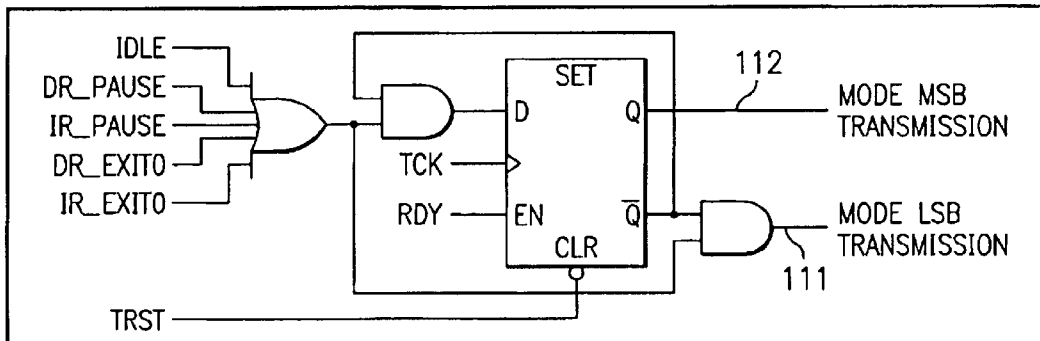 IDLE
DR_PAUSE
IR_PAUSE
DR_EXIT0
IR_EXIT0
TCK
RDY
TRST
SET
D
Q
EN
Q
CLR
112
MODE MSB
TRANSMISSION
MODE LSB
TRANSMISSION
111